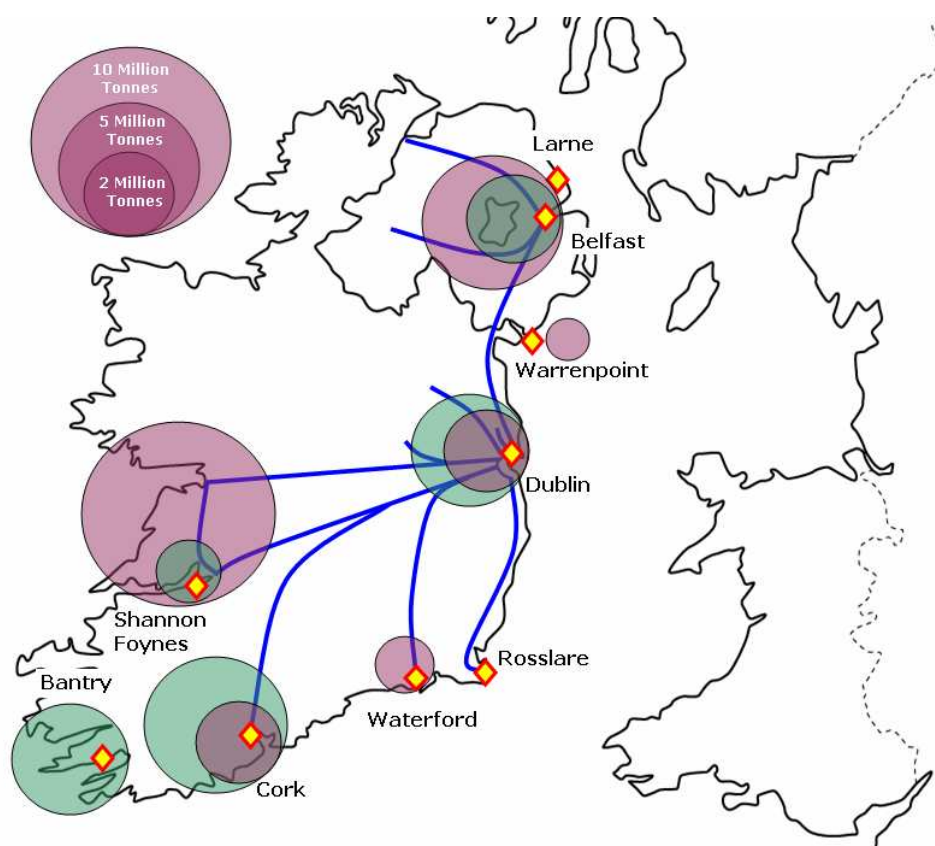 10 Million
Tonnes
5 Million
Tonnes
2 Million
Tonnes
Larne
Belfast
Warrenpoint
Dublin
Shannon
Foynes
Rosslare
Bantry
Waterford
Cork